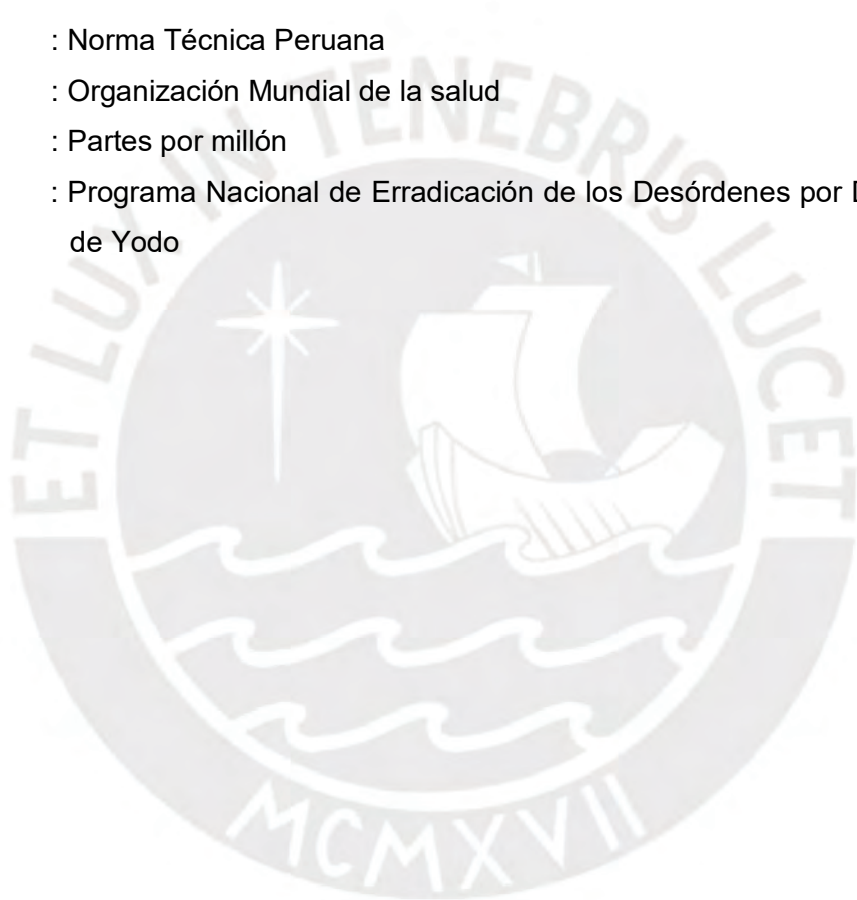 : Norma Técnica Peruana
: Organización Mundial de la salud
: Partes por millón
: Programa Nacional de Erradicación de los Desórdenes por
de Yodo
ET LUX IN TENEBRIS LUCET
MCMXVII